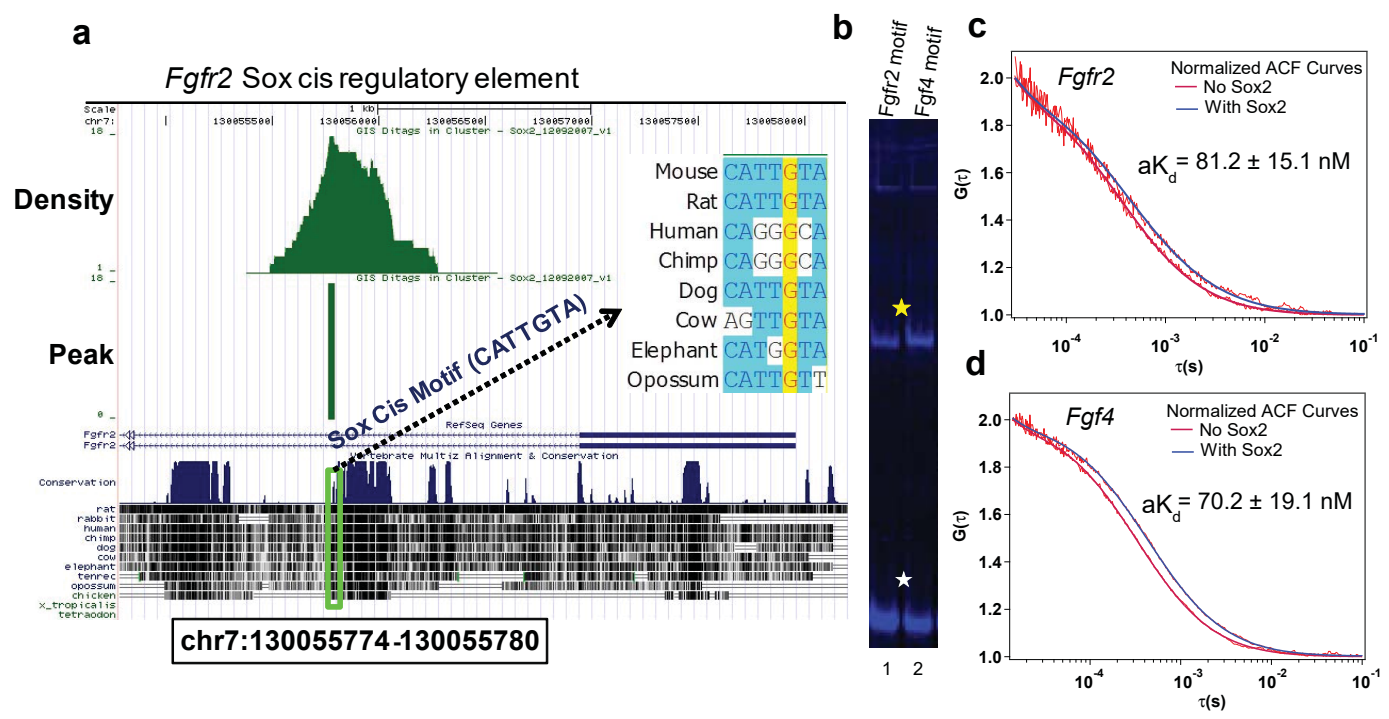 a
Fgfr2 Sox cis regulatory element
Scale 1 kb
chr7: 130055500 130056000 130056500 130057000 130057500 130058000
GIS Ditags in Cluster - Sox2_12092007_v1
18
Density
1
GIS Ditags in Cluster - Sox2_12092007_v1
18
Peak
0
Sox Cis Motif (CATTGTA)
Mouse CATTGTA
Rat CATTGTA
Human CAGGGCA
Chimp CAGGGCA
Dog CATTGTA
Cow AGTTGTA
Elephant CATGGTA
Opossum CATTGTT
RefSeq Genes
Fgfr2
Fgfr2
Vertebrate Multiz Alignment & Conservation
Conservation
rat
rabbit
human
chimp
dog
cow
elephant
tenrec
opossum
chicken
x_tropicalis
tetraodon
chr7:130055774-130055780
b
Fgfr2 motif
Fgf4 motif
1 2
c
Fgfr2
Normalized ACF Curves
No Sox2
With Sox2
aKd = 81.2 ± 15.1 nM
G(τ)
2.0
1.8
1.6
1.4
1.2
1.0
10-4 10-3 10-2 10-1
τ(s)
d
Fgf4
Normalized ACF Curves
No Sox2
With Sox2
aKd = 70.2 ± 19.1 nM
G(τ)
2.0
1.8
1.6
1.4
1.2
1.0
10-4 10-3 10-2 10-1
τ(s)